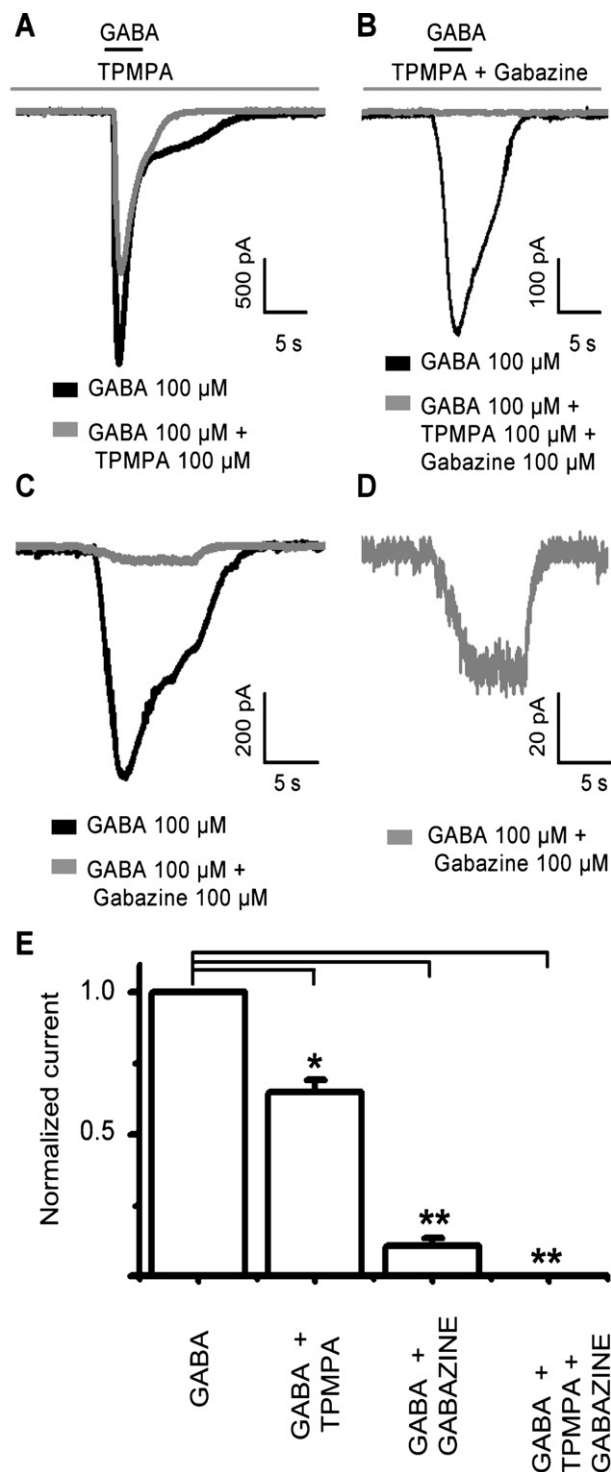 A
GABA
TPMPA
500 pA
5 s
GABA 100 µM
GABA 100 µM +
TPMPA 100 µM
B
GABA
TPMPA + Gabazine
100 pA
5 s
GABA 100 µM
GABA 100 µM +
TPMPA 100 µM +
Gabazine 100 µM
C
200 pA
5 s
GABA 100 µM
GABA 100 µM +
Gabazine 100 µM
D
20 pA
5 s
GABA 100 µM +
Gabazine 100 µM
E
Normalized current
1.0
0.5
*
**
**
GABA
GABA +
TPMPA
GABA +
GABAZINE
GABA +
TPMPA +
GABAZINE